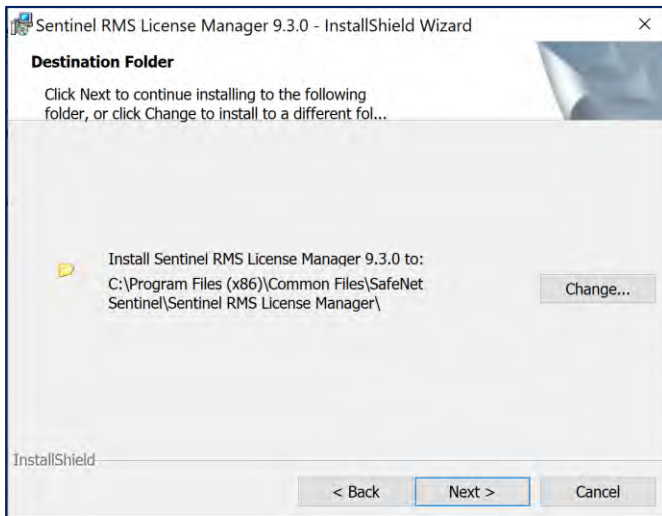 Sentinel RMS License Manager 9.3.0 - InstallShield Wizard
Destination Folder
Click Next to continue installing to the following
folder, or click Change to install to a different fol...
Install Sentinel RMS License Manager 9.3.0 to:
C:\Program Files (x86)\Common Files\SafeNet
Sentinel\Sentinel RMS License Manager\
Change...
InstallShield
< Back
Next >
Cancel